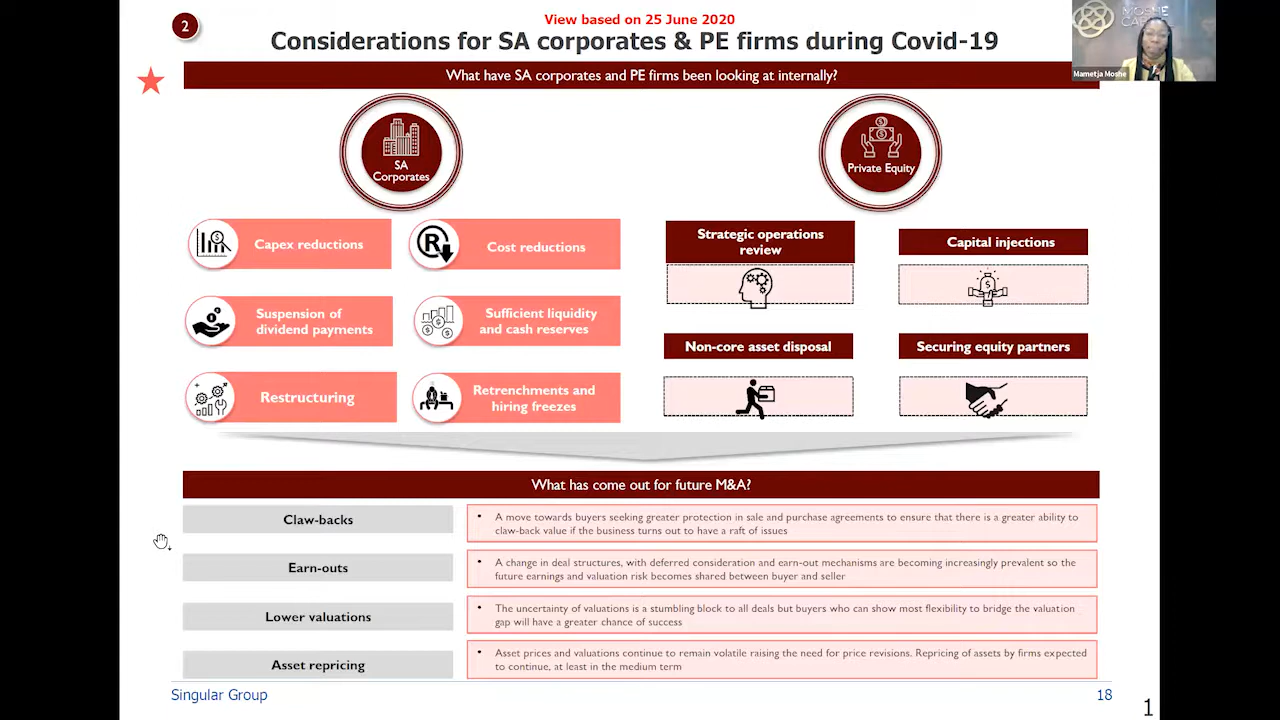 2
View based on 25 June 2020
Considerations for SA corporates & PE firms during Covid-19
MOSHE
CAP
Mametja Moshe
What have SA corporates and PE firms been looking at internally?
SA
Corporates
Private Equity
Capex reductions
R
Cost reductions
Suspension of
dividend payments
Sufficient liquidity
and cash reserves
Restructuring
Retrenchments and
hiring freezes
Strategic operations
review
Capital injections
Non-core asset disposal
Securing equity partners
What has come out for future M&A?
Claw-backs
• A move towards buyers seeking greater protection in sale and purchase agreements to ensure that there is a greater ability to
claw-back value if the business turns out to have a raft of issues
Earn-outs
• A change in deal structures, with deferred consideration and earn-out mechanisms are becoming increasingly prevalent so the
future earnings and valuation risk becomes shared between buyer and seller
Lower valuations
• The uncertainty of valuations is a stumbling block to all deals but buyers who can show most flexibility to bridge the valuation
gap will have a greater chance of success
Asset repricing
• Asset prices and valuations continue to remain volatile raising the need for price revisions. Repricing of assets by firms expected
to continue, at least in the medium term
Singular Group
18
1